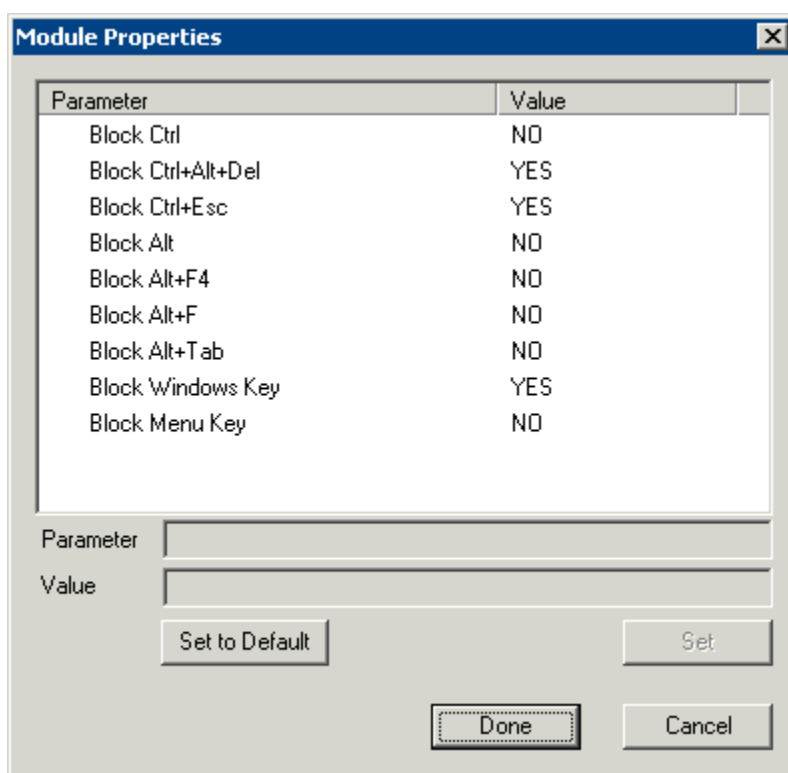 Module Properties
Parameter Value
Block Ctrl NO
Block Ctrl+Alt+Del YES
Block Ctrl+Esc YES
Block Alt NO
Block Alt+F4 NO
Block Alt+F NO
Block Alt+Tab NO
Block Windows Key YES
Block Menu Key NO
Parameter
Value
Set to Default Set
Done Cancel